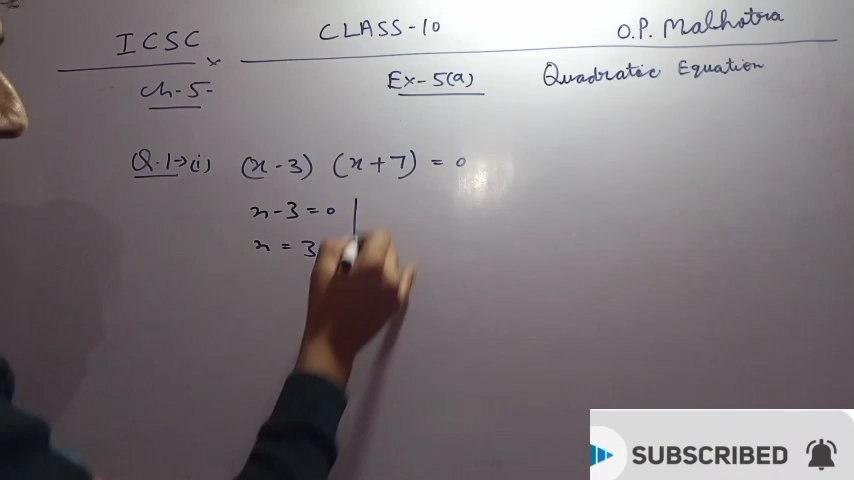 ICSC CLASS-10 O.P. Malhotra
Ch-5- Ex-5(a) Quadratic Equation
Q.1→(i) (x-3) (x+7) = 0
x-3=0
x = 3
SUBSCRIBED